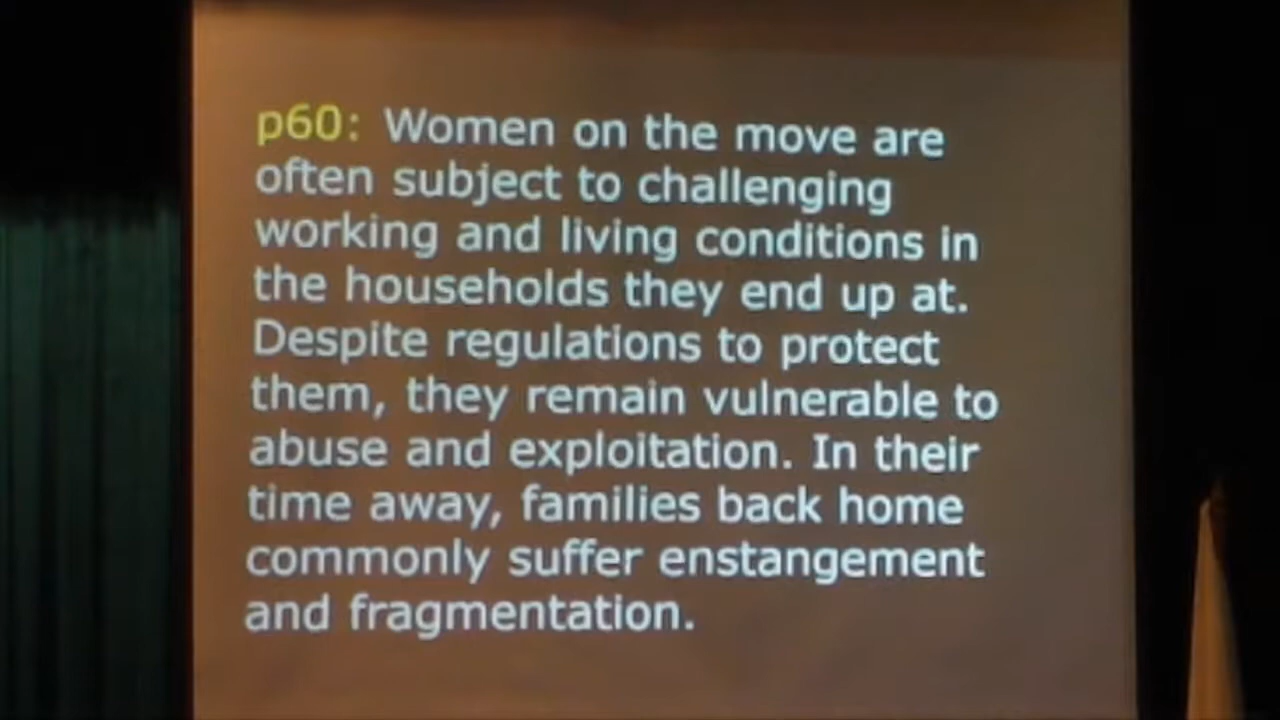 p60: Women on the move are
often subject to challenging
working and living conditions in
the households they end up at.
Despite regulations to protect
them, they remain vulnerable to
abuse and exploitation. In their
time away, families back home
commonly suffer enstangement
and fragmentation.